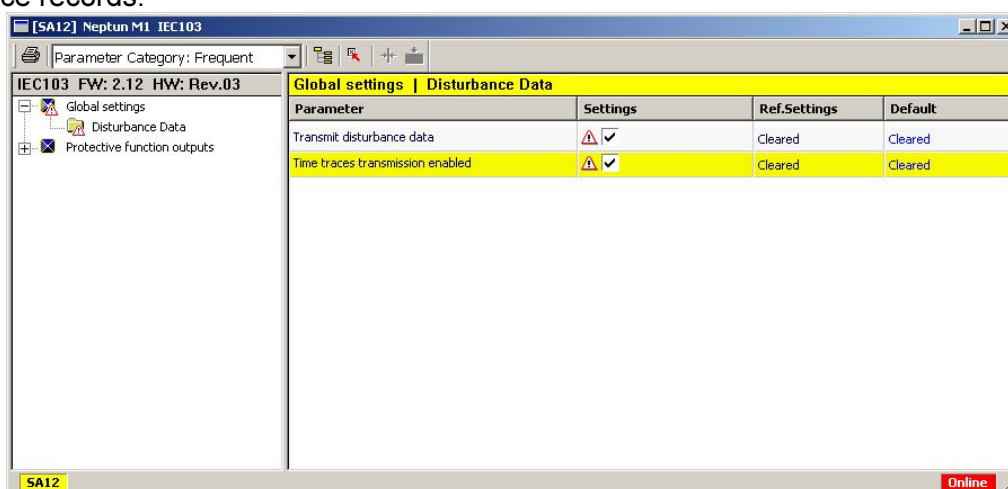 ce records.
[SA12] Neptun M1 IEC103
Parameter Category: Frequent
IEC103 FW: 2.12 HW: Rev.03
Global settings
Disturbance Data
Protective function outputs
Global settings | Disturbance Data
Parameter Settings Ref.Settings Default
Transmit disturbance data Cleared Cleared
Time traces transmission enabled Cleared Cleared
SA12 Online